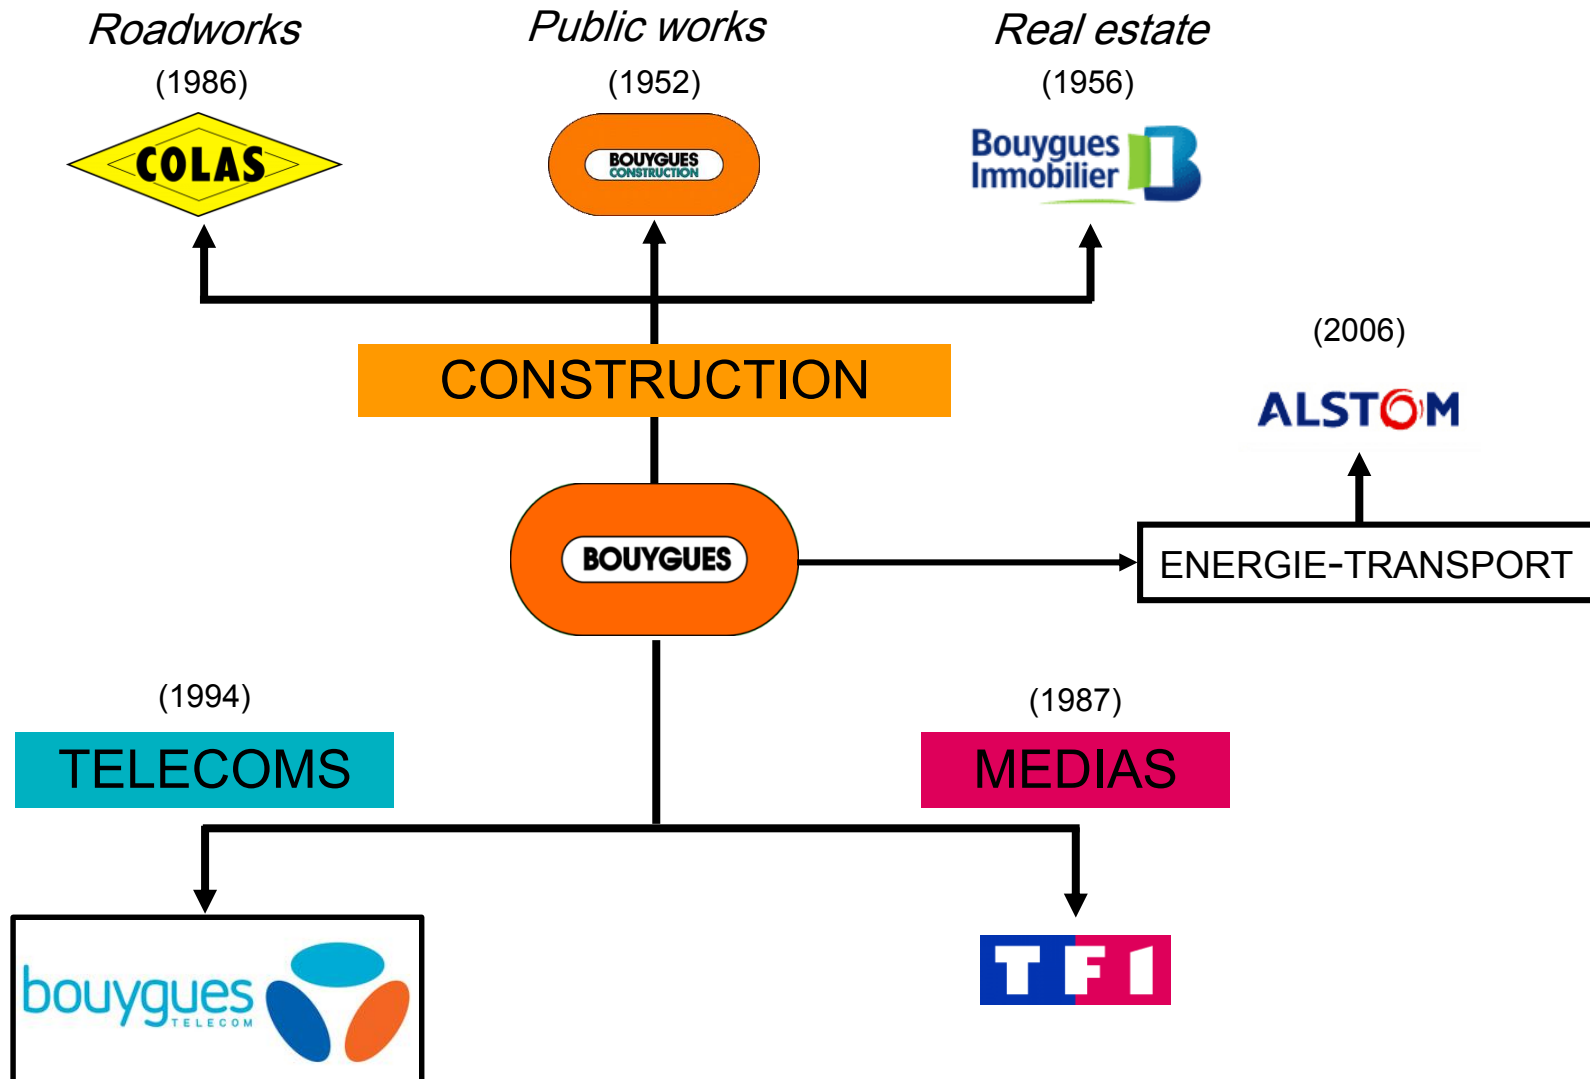 Roadworks
(1986)
COLAS
Public works
(1952)
BOUYGUES
CONSTRUCTION
Real estate
(1956)
Bouygues
Immobilier
CONSTRUCTION
(2006)
ALSTOM
BOUYGUES
ENERGIE-TRANSPORT
(1994)
TELECOMS
(1987)
MEDIAS
bouygues
TELECOM
TF1